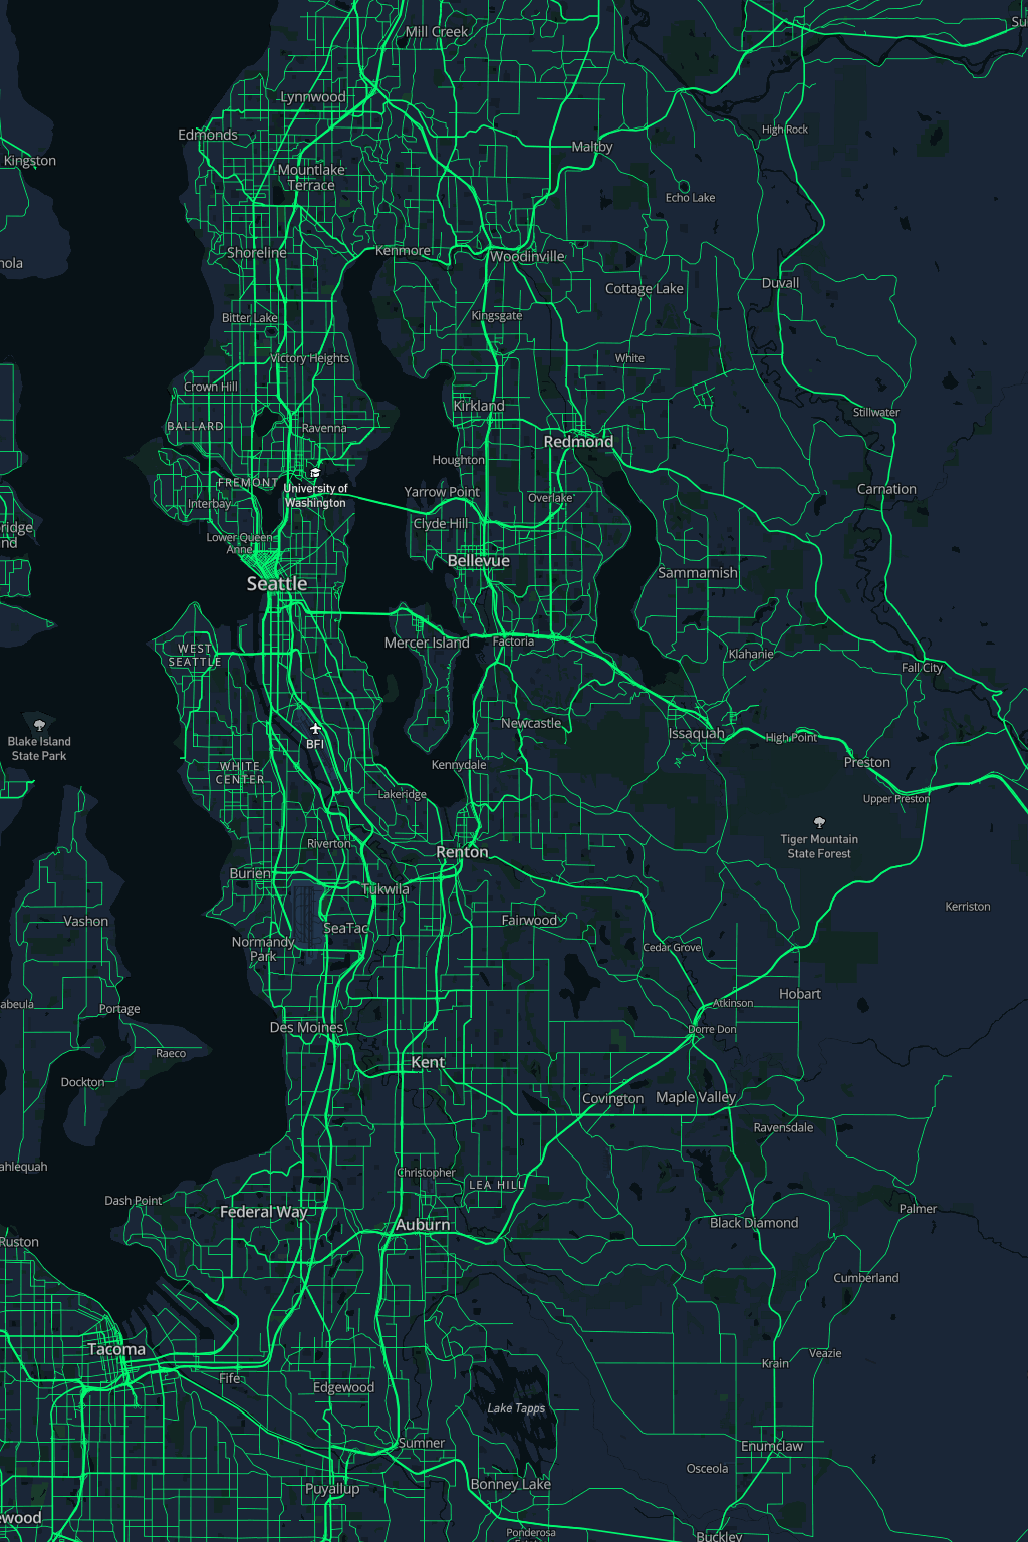 Mill Creek
Lynnwood
Edmonds
High Rock
Maltby
Kingston
Mountlake
Terrace
Echo Lake
Shoreline
Kenmore
Woodinville
nola
Cottage Lake
Duvall
Bitter Lake
Kingsgate
Victory Heights
White
Crown Hill
Kirkland
Stillwater
BALLARD
Ravenna
Redmond
Houghton
FREMONT
University of
Washington
Yarrow Point
Overlake
Carnation
Interbay
Clyde Hill
ridge
nd
Lower Queen
Anne
Bellevue
Seattle
Sammamish
WEST
SEATTLE
Mercer Island
Factoria
Klahanie
Fall City
Blake Island
State Park
BFI
Newcastle
Issaquah
High Point
Preston
WHITE
CENTER
Kennydale
Lakeridge
Upper Preston
Riverton
Renton
Tiger Mountain
State Forest
Burien
Tukwila
Vashon
SeaTac
Fairwood
Kerriston
Normandy
Park
Cedar Grove
Hobart
abeula
Portage
Atkinson
Des Moines
Dorre Don
Raeco
Kent
Dockton
Covington
Maple Valley
Ravensdale
ahlequah
Christopher
LEA HILL
Dash Point
Federal Way
Auburn
Black Diamond
Palmer
Ruston
Cumberland
Tacoma
Veazie
Krain
Fife
Edgewood
Lake Tapps
Sumner
Enumclaw
Osceola
Puyallup
Bonney Lake
ewood
Ponderosa
Buckley